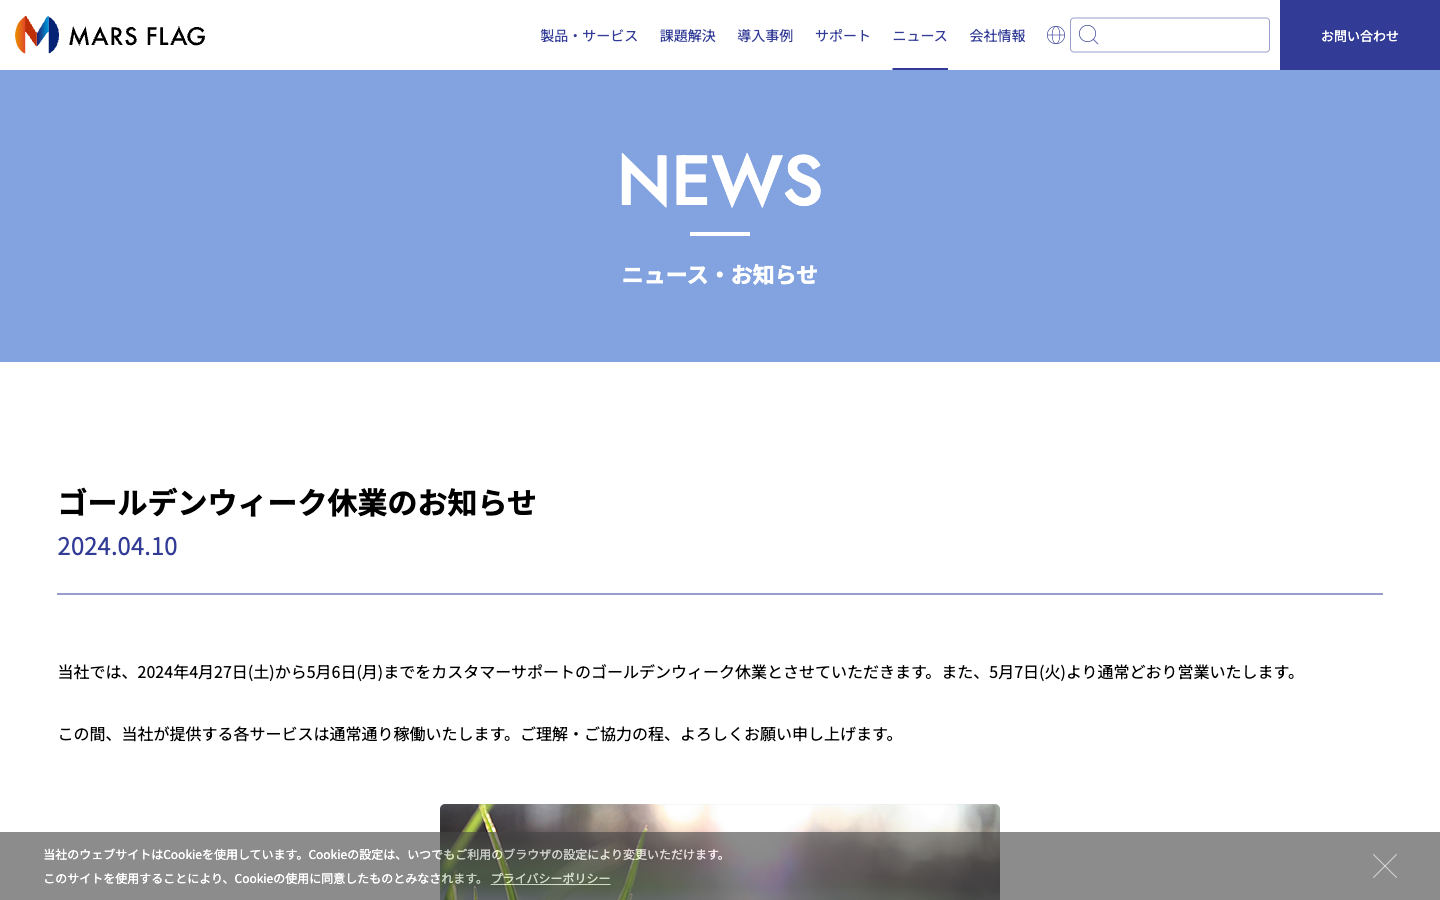 MARS FLAG
製品・サービス 課題解決 導入事例 サポート ニュース 会社情報 お問い合わせ
NEWS
ニュース・お知らせ
ゴールデンウィーク休業のお知らせ
2024.04.10
当社では、2024年4月27日(土)から5月6日(月)までをカスタマーサポートのゴールデンウィーク休業とさせていただきます。また、5月7日(火)より通常どおり営業いたします。
この間、当社が提供する各サービスは通常通り稼働いたします。ご理解・ご協力の程、よろしくお願い申し上げます。
当社のウェブサイトはCookieを使用しています。Cookieの設定は、いつでもご利用のブラウザの設定により変更いただけます。
このサイトを使用することにより、Cookieの使用に同意したものとみなされます。 プライバシーポリシー